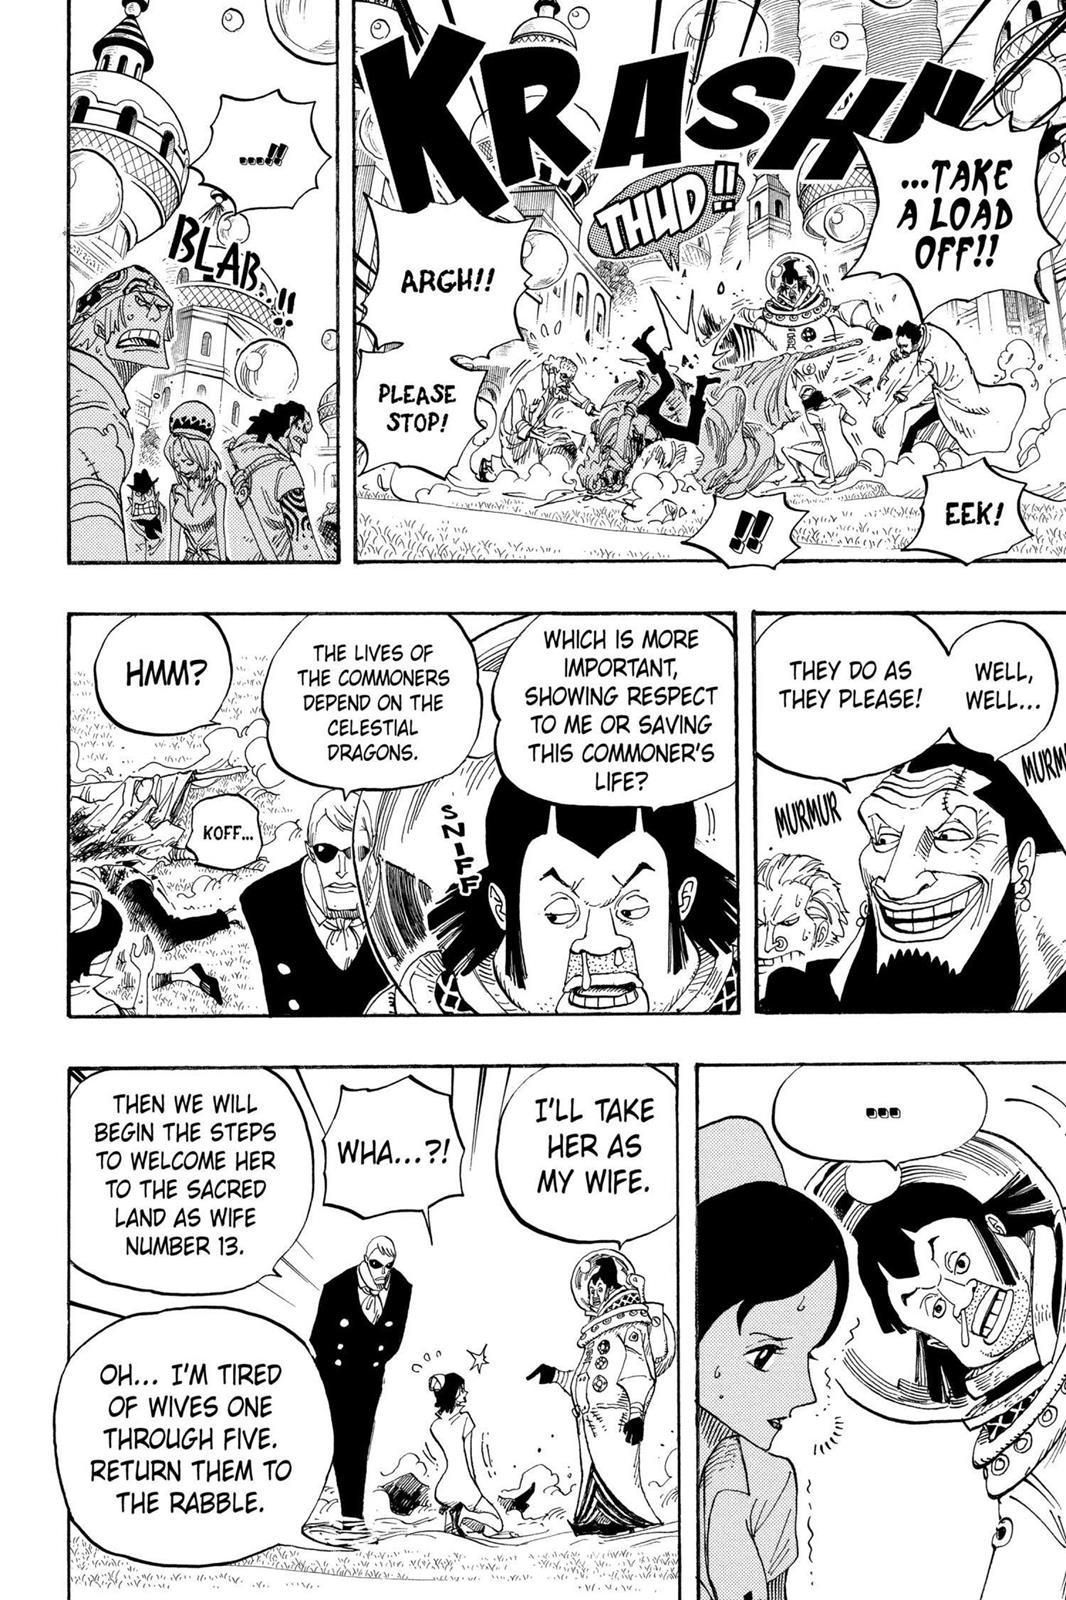 KRASH
THUD!!
...TAKE
A LOAD
OFF!!
ARGH!!
PLEASE
STOP!
!!
EEK!
....!!
BLAB..!!
WELL,
WELL...
THEY DO AS
THEY PLEASE!
MURMUR
MURMUR
WHICH IS MORE
IMPORTANT,
SHOWING RESPECT
TO ME OR SAVING
THIS COMMONER'S
LIFE?
SNIFF
THE LIVES OF
THE COMMONERS
DEPEND ON THE
CELESTIAL
DRAGONS.
HMM?
KOFF...
...
I'LL TAKE
HER AS
MY WIFE.
WHA...?!
THEN WE WILL
BEGIN THE STEPS
TO WELCOME HER
TO THE SACRED
LAND AS WIFE
NUMBER 13.
OH... I'M TIRED
OF WIVES ONE
THROUGH FIVE.
RETURN THEM TO
THE RABBLE.